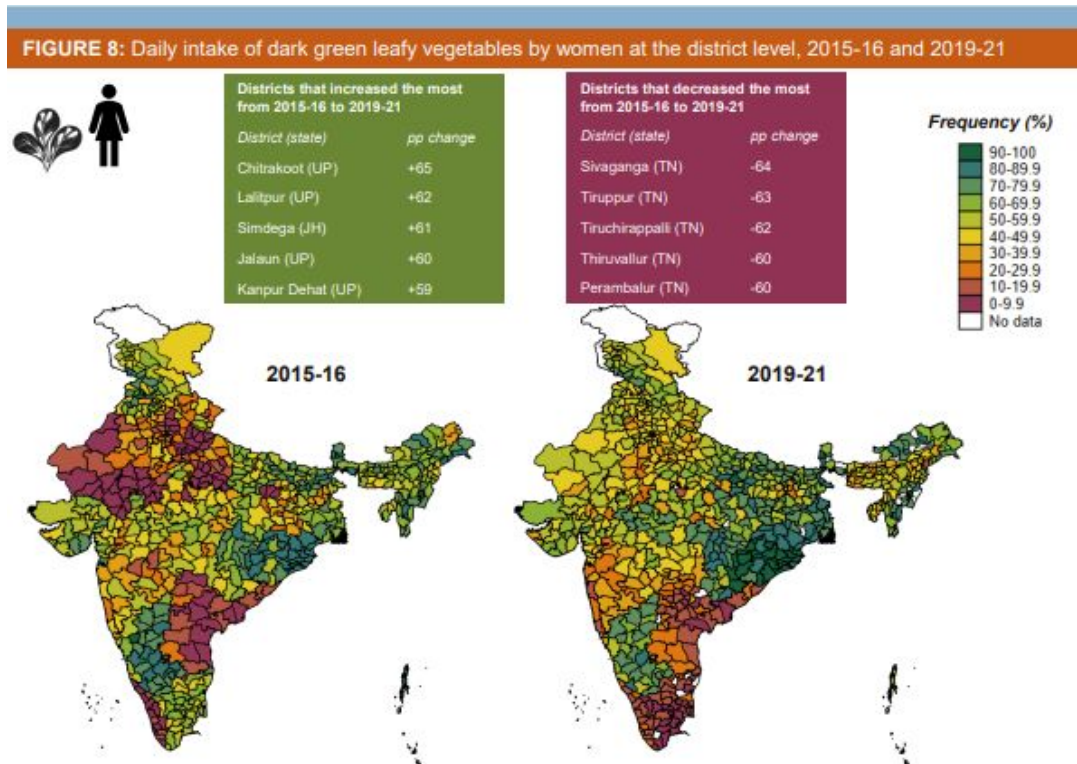 FIGURE 8: Daily intake of dark green leafy vegetables by women at the district level, 2015-16 and 2019-21
Districts that increased the most
from 2015-16 to 2019-21
District (state) pp change
Chitrakoot (UP) +65
Lalitpur (UP) +62
Simdega (JH) +61
Jalaun (UP) +60
Kanpur Dehat (UP) +59
Districts that decreased the most
from 2015-16 to 2019-21
District (state) pp change
Sivaganga (TN) -64
Tiruppur (TN) -63
Tiruchirappalli (TN) -62
Thiruvallur (TN) -60
Perambalur (TN) -60
Frequency (%)
90-100
80-89.9
70-79.9
60-69.9
50-59.9
40-49.9
30-39.9
20-29.9
10-19.9
0-9.9
No data
2015-16
2019-21